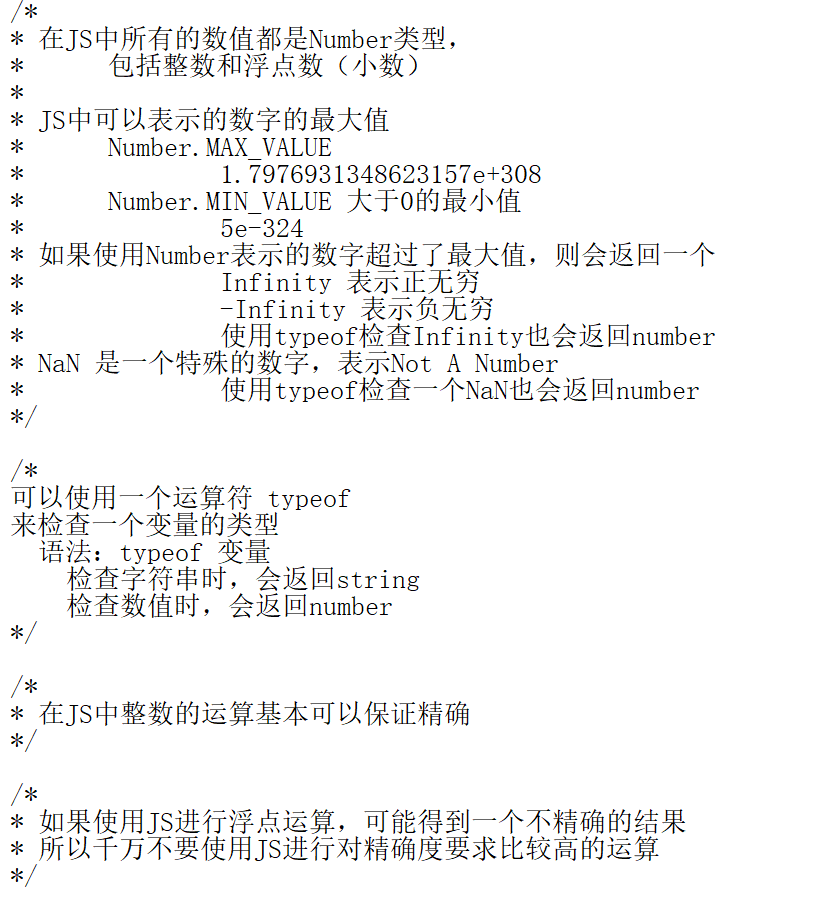 /*
* 在JS中所有的数值都是Number类型，
*     包括整数和浮点数（小数）
*
* JS中可以表示的数字的最大值
*     Number.MAX_VALUE
*             1.7976931348623157e+308
*     Number.MIN_VALUE 大于0的最小值
*             5e-324
* 如果使用Number表示的数字超过了最大值，则会返回一个
*             Infinity 表示正无穷
*             -Infinity 表示负无穷
*             使用typeof检查Infinity也会返回number
* NaN 是一个特殊的数字，表示Not A Number
*             使用typeof检查一个NaN也会返回number
*/

/*
可以使用一个运算符 typeof
来检查一个变量的类型
  语法：typeof 变量
    检查字符串时，会返回string
    检查数值时，会返回number
*/

/*
* 在JS中整数的运算基本可以保证精确
*/

/*
* 如果使用JS进行浮点运算，可能得到一个不精确的结果
* 所以千万不要使用JS进行对精确度要求比较高的运算
*/